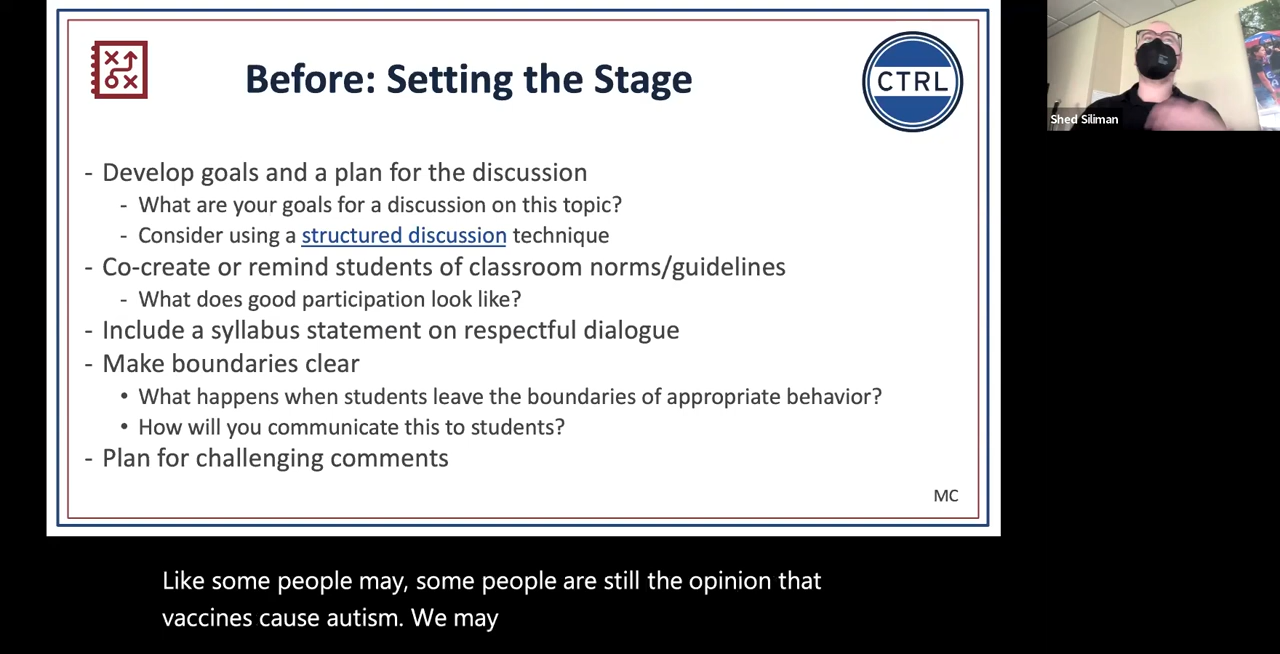 Before: Setting the Stage
CTRL
- Develop goals and a plan for the discussion
- What are your goals for a discussion on this topic?
- Consider using a structured discussion technique
- Co-create or remind students of classroom norms/guidelines
- What does good participation look like?
- Include a syllabus statement on respectful dialogue
- Make boundaries clear
• What happens when students leave the boundaries of appropriate behavior?
• How will you communicate this to students?
- Plan for challenging comments
MC
Shed Siliman
Like some people may, some people are still the opinion that
vaccines cause autism. We may